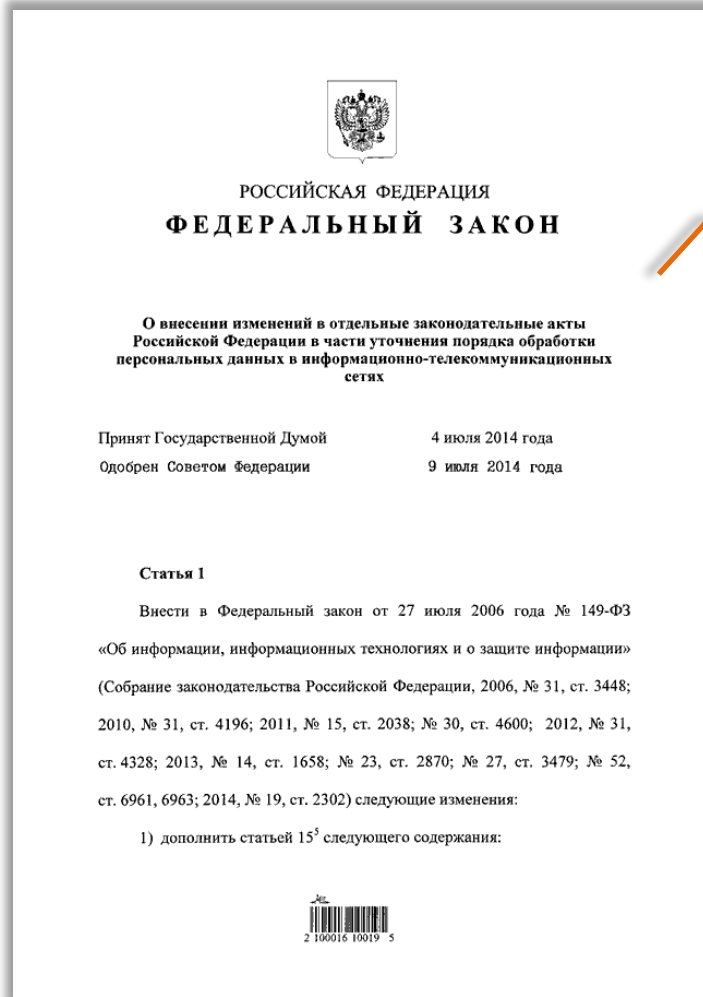 РОССИЙСКАЯ ФЕДЕРАЦИЯ
ФЕДЕРАЛЬНЫЙ ЗАКОН
О внесении изменений в отдельные законодательные акты
Российской Федерации в части уточнения порядка обработки
персональных данных в информационно-телекоммуникационных
сетях
Принят Государственной Думой 4 июля 2014 года
Одобрен Советом Федерации 9 июля 2014 года
Статья 1
Внести в Федеральный закон от 27 июля 2006 года № 149-ФЗ
«Об информации, информационных технологиях и о защите информации»
(Собрание законодательства Российской Федерации, 2006, № 31, ст. 3448;
2010, № 31, ст. 4196; 2011, № 15, ст. 2038; № 30, ст. 4600; 2012, № 31,
ст. 4328; 2013, № 14, ст. 1658; № 23, ст. 2870; № 27, ст. 3479; № 52,
ст. 6961, 6963; 2014, № 19, ст. 2302) следующие изменения:
1) дополнить статьей 15⁵ следующего содержания:
2 100016 10019 5